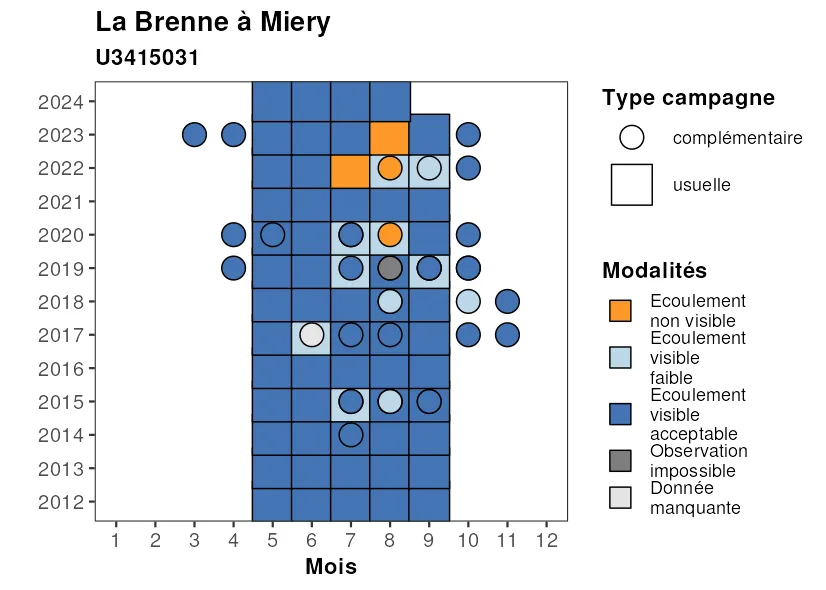 La Brenne à Miery
U3415031
2024
2023
2022
2021
2020
2019
2018
2017
2016
2015
2014
2013
2012
1 2 3 4 5 6 7 8 9 10 11 12
Mois
Type campagne
complémentaire
usuelle
Modalités
Ecoulement
non visible
Ecoulement
visible
faible
Ecoulement
visible
acceptable
Observation
impossible
Donnée
manquante